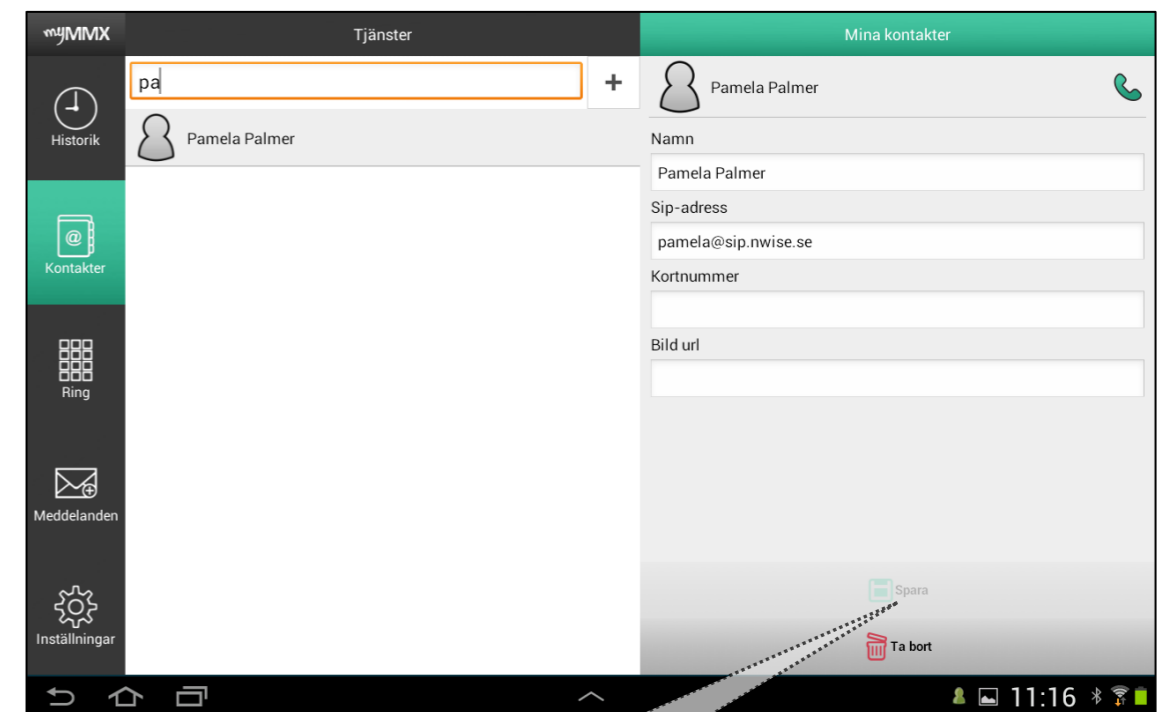 myMMX
Tjänster
Mina kontakter
Historik
Kontakter
Ring
Meddelanden
Inställningar
pa
+
Pamela Palmer
Pamela Palmer
Namn
Pamela Palmer
Sip-adress
pamela@sip.nwise.se
Kortnummer
Bild url
Spara
Ta bort
11:16